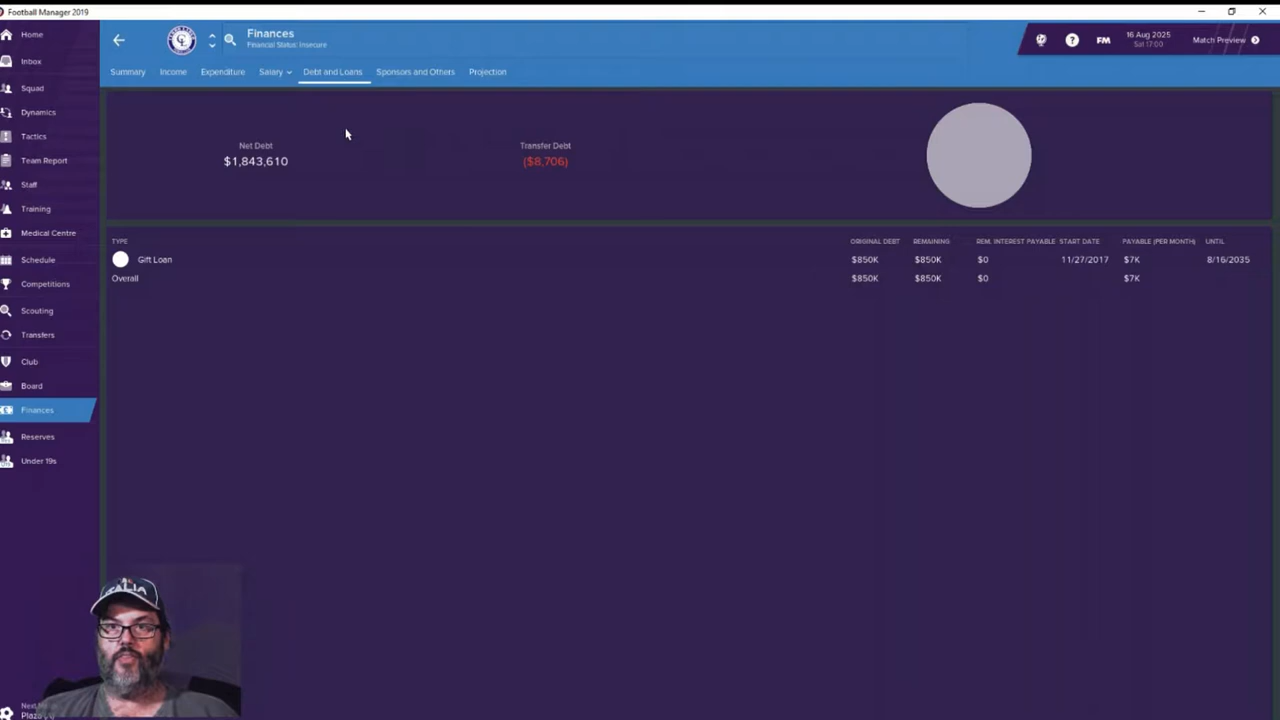 Football Manager 2019
Home
Inbox
Squad
Dynamics
Tactics
Team Report
Staff
Training
Medical Centre
Schedule
Competitions
Scouting
Transfers
Club
Board
Finances
Reserves
Under 19s
Finances
Financial Status: Insecure
FM
16 Aug 2025
Sat 17:00
Match Preview
Summary Income Expenditure Salary Debt and Loans Sponsors and Others Projection
Net Debt
$1,843,610
Transfer Debt
($8,706)
TYPE ORIGINAL DEBT REMAINING REM. INTEREST PAYABLE START DATE PAYABLE (PER MONTH) UNTIL
Gift Loan $850K $850K $0 11/27/2017 $7K 8/16/2035
Overall $850K $850K $0 $7K
ITALIA